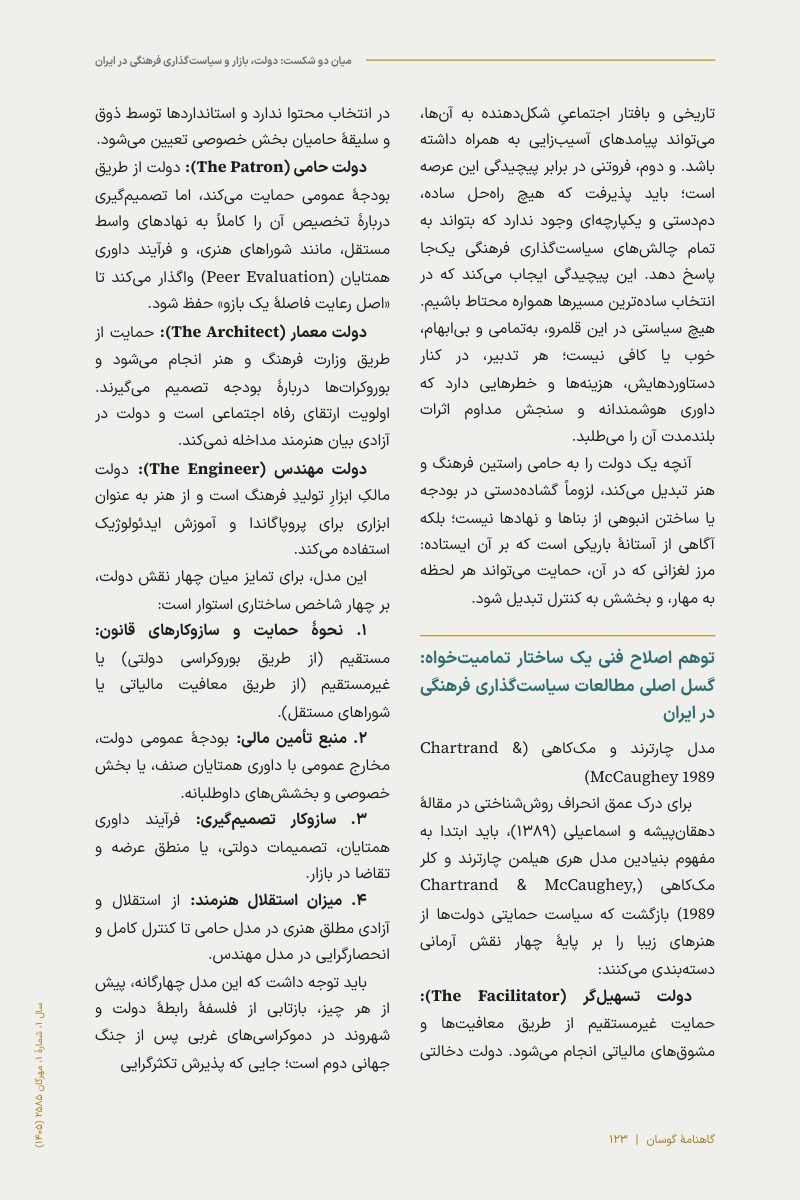 میان دو شکست: دولت، بازار و سیاست‌گذاری فرهنگی در ایران
تاریخی و بافتار اجتماعیِ شکل‌دهنده به آن‌ها،
می‌تواند پیامدهای آسیب‌زایی به همراه داشته
باشد. و دوم، فروتنی در برابر پیچیدگی این عرصه
است؛ باید پذیرفت که هیچ راه‌حل ساده،
دم‌دستی و یکپارچه‌ای وجود ندارد که بتواند به
تمام چالش‌های سیاست‌گذاری فرهنگی یک‌جا
پاسخ دهد. این پیچیدگی ایجاب می‌کند که در
انتخاب ساده‌ترین مسیرها همواره محتاط باشیم.
هیچ سیاستی در این قلمرو، به‌تمامی و بی‌ابهام،
خوب یا کافی نیست؛ هر تدبیر، در کنار
دستاوردهایش، هزینه‌ها و خطرهایی دارد که
داوری هوشمندانه و سنجش مداوم اثرات
بلندمدت آن را می‌طلبد.
آنچه یک دولت را به حامی راستین فرهنگ و
هنر تبدیل می‌کند، لزوماً گشاده‌دستی در بودجه
یا ساختن انبوهی از بناها و نهادها نیست؛ بلکه
آگاهی از آستانهٔ باریکی است که بر آن ایستاده:
مرز لغزانی که در آن، حمایت می‌تواند هر لحظه
به مهار، و بخشش به کنترل تبدیل شود.
توهم اصلاح فنی یک ساختار تمامیت‌خواه:
گسل اصلی مطالعات سیاست‌گذاری فرهنگی
در ایران
مدل چارترند و مک‌کاهی (Chartrand &
McCaughey 1989)
برای درک عمق انحراف روش‌شناختی در مقالهٔ
دهقان‌پیشه و اسماعیلی (۱۳۸۹)، باید ابتدا به
مفهوم بنیادین مدل هری هیلمن چارترند و کلر
مک‌کاهی (Chartrand & McCaughey,
1989) بازگشت که سیاست حمایتی دولت‌ها از
هنرهای زیبا را بر پایهٔ چهار نقش آرمانی
دسته‌بندی می‌کنند:
دولت تسهیل‌گر (The Facilitator):
حمایت غیرمستقیم از طریق معافیت‌ها و
مشوق‌های مالیاتی انجام می‌شود. دولت دخالتی
در انتخاب محتوا ندارد و استانداردها توسط ذوق
و سلیقهٔ حامیان بخش خصوصی تعیین می‌شود.
دولت حامی (The Patron): دولت از طریق
بودجهٔ عمومی حمایت می‌کند، اما تصمیم‌گیری
دربارهٔ تخصیص آن را کاملاً به نهادهای واسط
مستقل، مانند شوراهای هنری، و فرآیند داوری
همتایان (Peer Evaluation) واگذار می‌کند تا
«اصل رعایت فاصلهٔ یک بازو» حفظ شود.
دولت معمار (The Architect): حمایت از
طریق وزارت فرهنگ و هنر انجام می‌شود و
بوروکرات‌ها دربارهٔ بودجه تصمیم می‌گیرند.
اولویت ارتقای رفاه اجتماعی است و دولت در
آزادی بیان هنرمند مداخله نمی‌کند.
دولت مهندس (The Engineer): دولت
مالکِ ابزارِ تولیدِ فرهنگ است و از هنر به عنوان
ابزاری برای پروپاگاندا و آموزش ایدئولوژیک
استفاده می‌کند.
این مدل، برای تمایز میان چهار نقش دولت،
بر چهار شاخص ساختاری استوار است:
۱. نحوهٔ حمایت و سازوکارهای قانون:
مستقیم (از طریق بوروکراسی دولتی) یا
غیرمستقیم (از طریق معافیت مالیاتی یا
شوراهای مستقل).
۲. منبع تأمین مالی: بودجهٔ عمومی دولت،
مخارج عمومی با داوری همتایان صنف، یا بخش
خصوصی و بخشش‌های داوطلبانه.
۳. سازوکار تصمیم‌گیری: فرآیند داوری
همتایان، تصمیمات دولتی، یا منطق عرضه و
تقاضا در بازار.
۴. میزان استقلال هنرمند: از استقلال و
آزادی مطلق هنری در مدل حامی تا کنترل کامل و
انحصارگرایی در مدل مهندس.
باید توجه داشت که این مدل چهارگانه، پیش
از هر چیز، بازتابی از فلسفهٔ رابطهٔ دولت و
شهروند در دموکراسی‌های غربی پس از جنگ
جهانی دوم است؛ جایی که پذیرش تکثرگرایی
سال ۱، شمارهٔ ۱، مهرگان ۲۵۸۵ (۱۴۰۵)
گاهنامهٔ گوسان | ۱۲۳